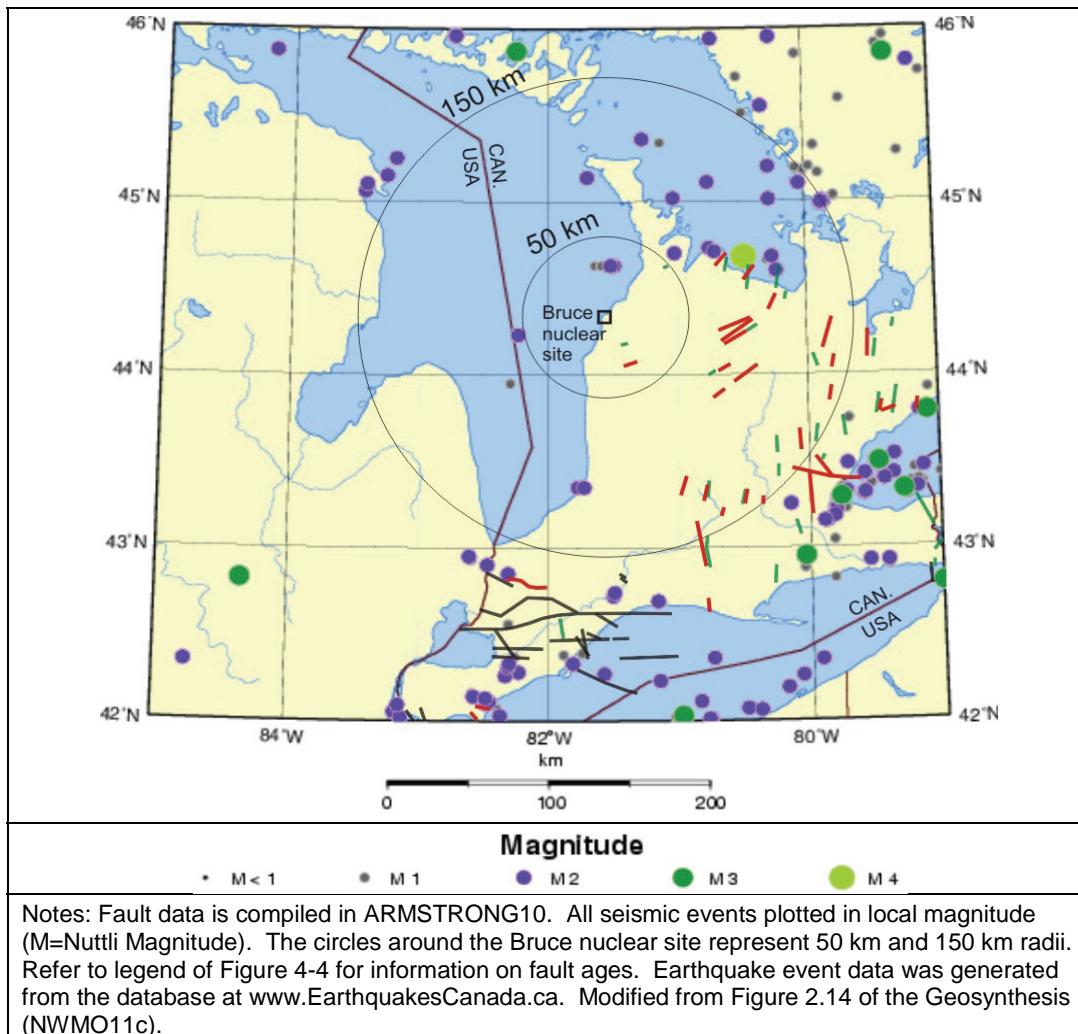 46°N
46°N
150 km
CAN.
USA
45°N
45°N
50 km
Bruce
nuclear
site
44°N
44°N
43°N
43°N
CAN.
USA
42°N
42°N
84°W
82°W
80°W
km
0
100
200
Magnitude
M < 1
M 1
M 2
M 3
M 4
Notes: Fault data is compiled in ARMSTRONG10. All seismic events plotted in local magnitude
(M=Nuttli Magnitude). The circles around the Bruce nuclear site represent 50 km and 150 km radii.
Refer to legend of Figure 4-4 for information on fault ages. Earthquake event data was generated
from the database at www.EarthquakesCanada.ca. Modified from Figure 2.14 of the Geosynthesis
(NWMO11c).